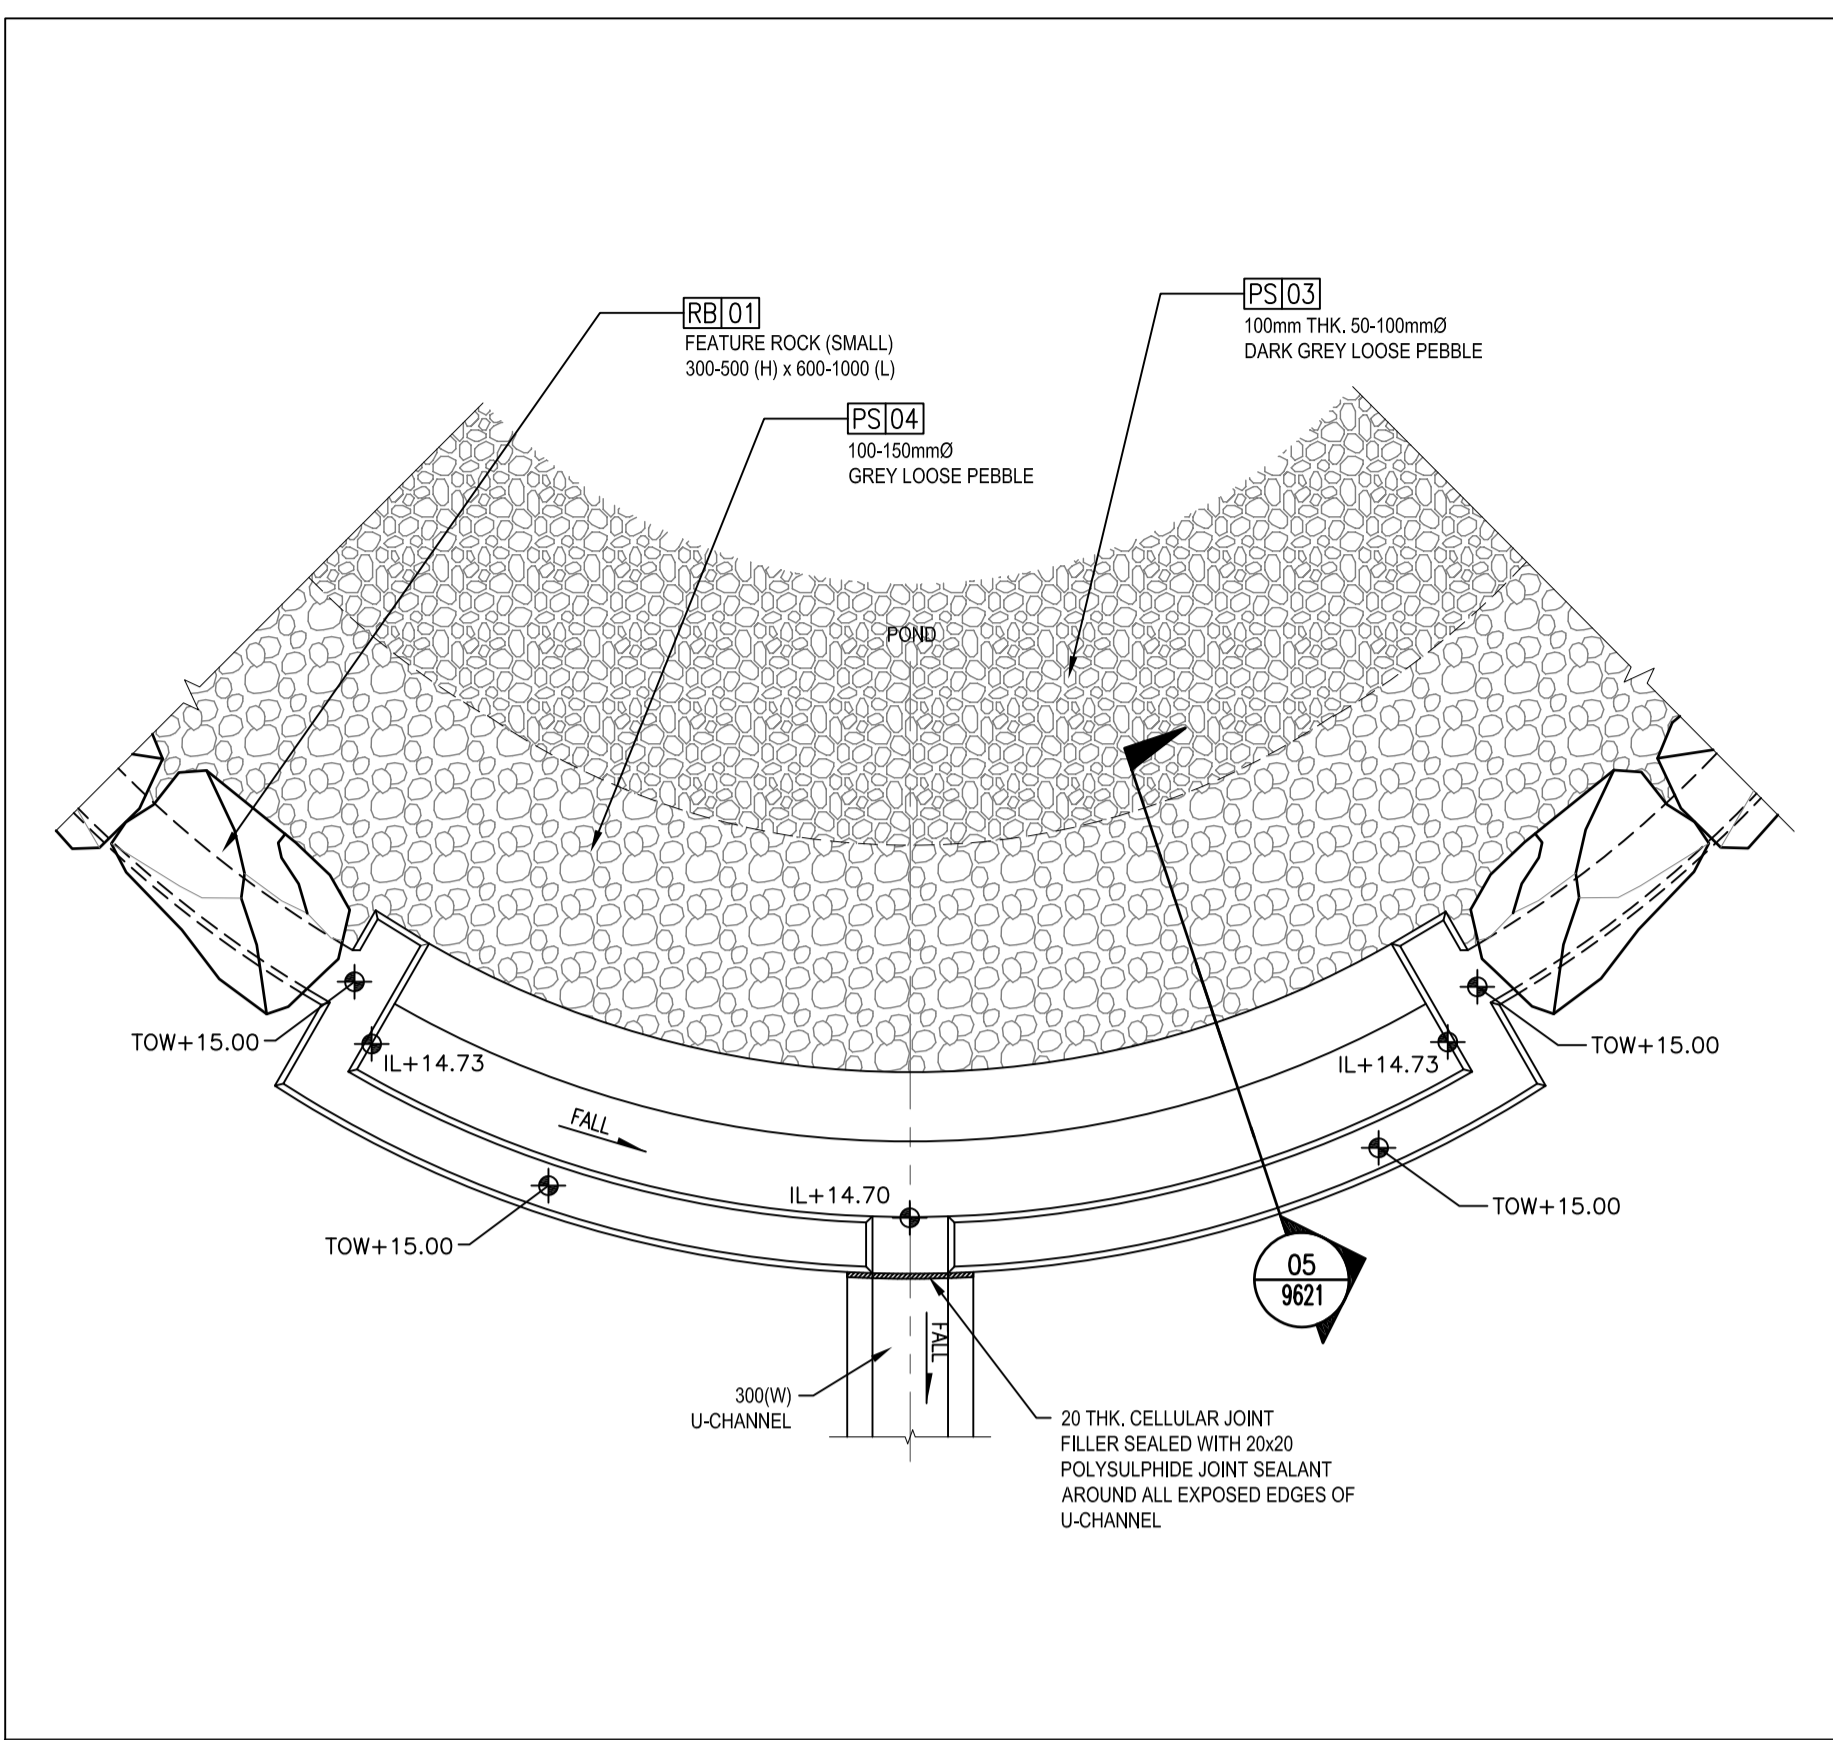 RB 01
FEATURE ROCK (SMALL)
300-500 (H) x 600-1000 (L)
PS 03
100mm THK. 50-100mmØ
DARK GREY LOOSE PEBBLE
PS 04
100-150mmØ
GREY LOOSE PEBBLE
POND
TOW+15.00
IL+14.73
IL+14.73
TOW+15.00
FALL
IL+14.70
TOW+15.00
TOW+15.00
05
9621
FALL
300(W)
U-CHANNEL
20 THK. CELLULAR JOINT
FILLER SEALED WITH 20x20
POLYSULPHIDE JOINT SEALANT
AROUND ALL EXPOSED EDGES OF
U-CHANNEL